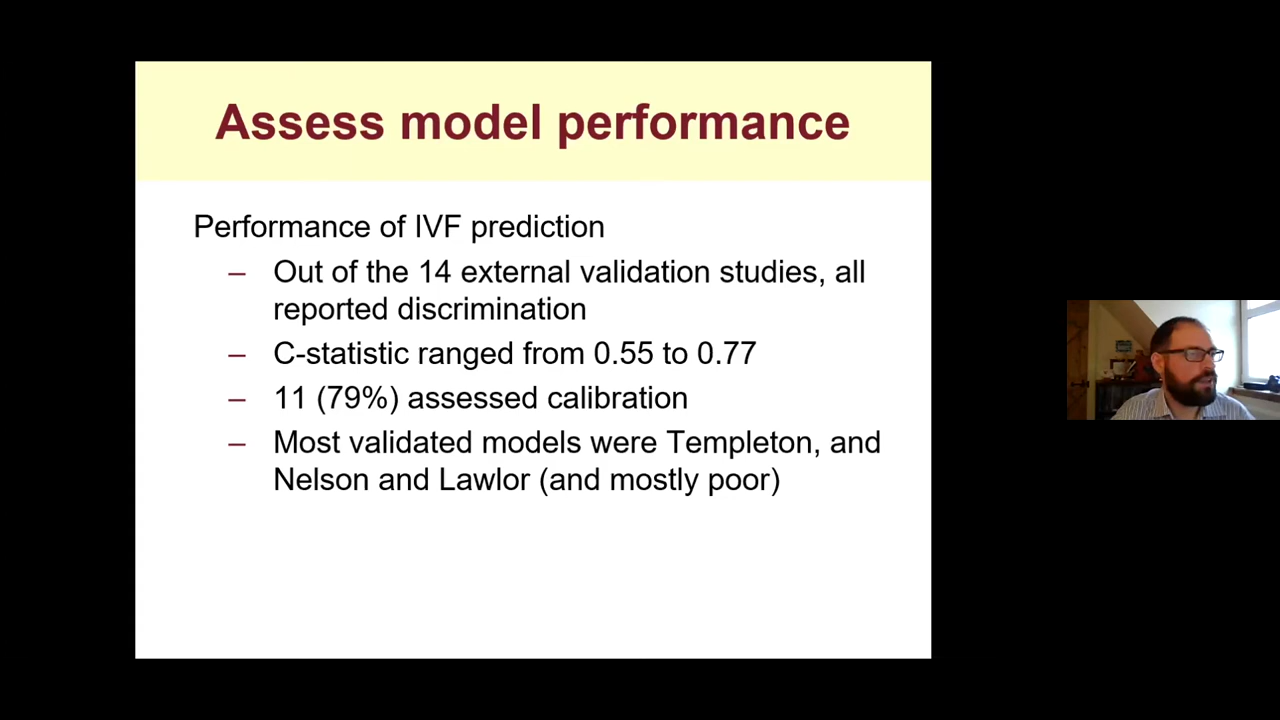 Assess model performance
Performance of IVF prediction
– Out of the 14 external validation studies, all
reported discrimination
– C-statistic ranged from 0.55 to 0.77
– 11 (79%) assessed calibration
– Most validated models were Templeton, and
Nelson and Lawlor (and mostly poor)